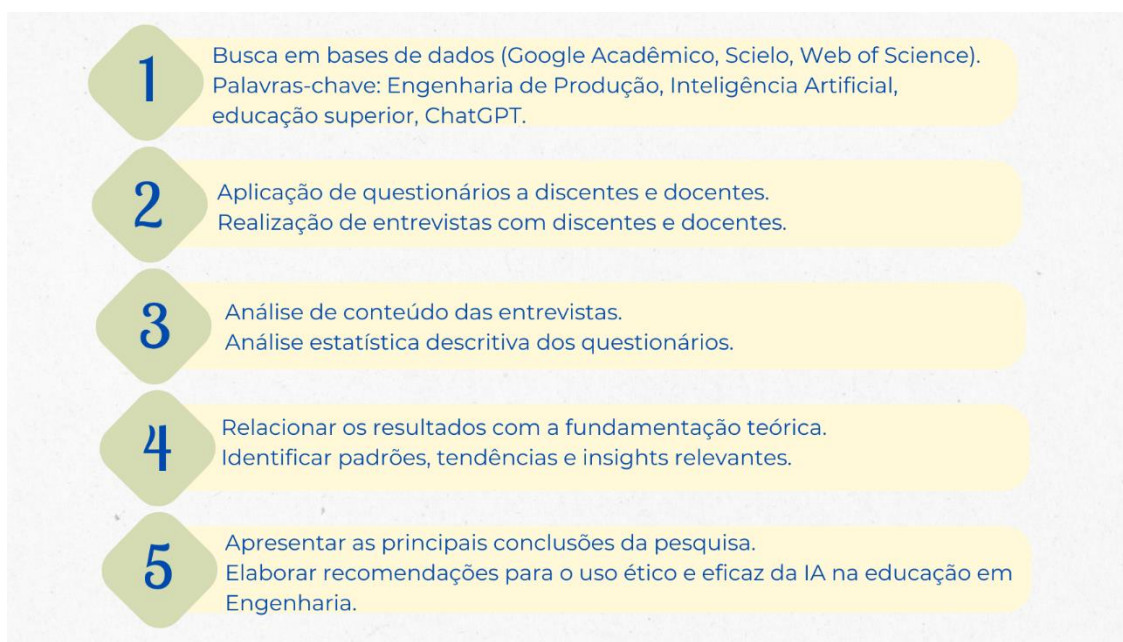 1
Busca em bases de dados (Google Acadêmico, Scielo, Web of Science).
Palavras-chave: Engenharia de Produção, Inteligência Artificial,
educação superior, ChatGPT.
2
Aplicação de questionários a discentes e docentes.
Realização de entrevistas com discentes e docentes.
3
Análise de conteúdo das entrevistas.
Análise estatística descritiva dos questionários.
4
Relacionar os resultados com a fundamentação teórica.
Identificar padrões, tendências e insights relevantes.
5
Apresentar as principais conclusões da pesquisa.
Elaborar recomendações para o uso ético e eficaz da IA na educação em
Engenharia.